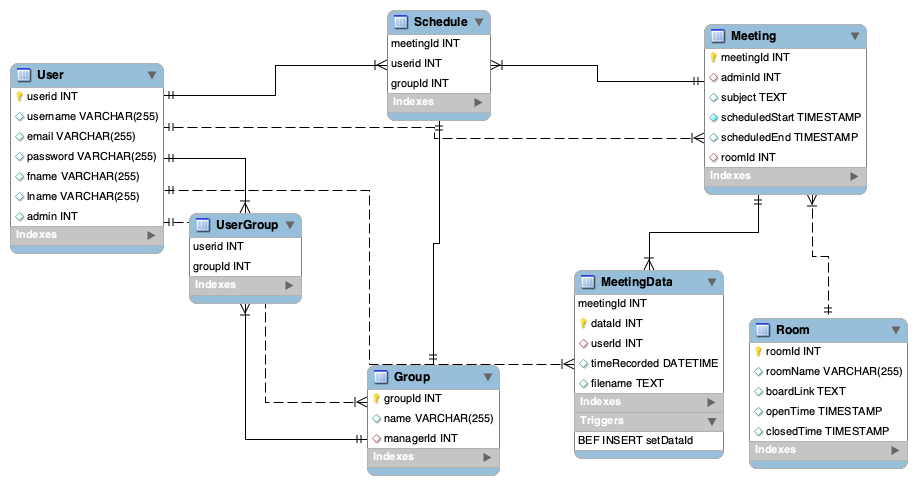 Schedule
meetingId INT
userid INT
groupId INT
Indexes
Meeting
meetingId INT
adminId INT
subject TEXT
scheduledStart TIMESTAMP
scheduledEnd TIMESTAMP
roomId INT
Indexes
User
userid INT
username VARCHAR(255)
email VARCHAR(255)
password VARCHAR(255)
fname VARCHAR(255)
lname VARCHAR(255)
admin INT
Indexes
UserGroup
userid INT
groupId INT
Indexes
MeetingData
meetingId INT
dataId INT
userId INT
timeRecorded DATETIME
filename TEXT
Indexes
Triggers
BEF INSERT setDataId
Room
roomId INT
roomName VARCHAR(255)
boardLink TEXT
openTime TIMESTAMP
closedTime TIMESTAMP
Indexes
Group
groupId INT
name VARCHAR(255)
managerId INT
Indexes